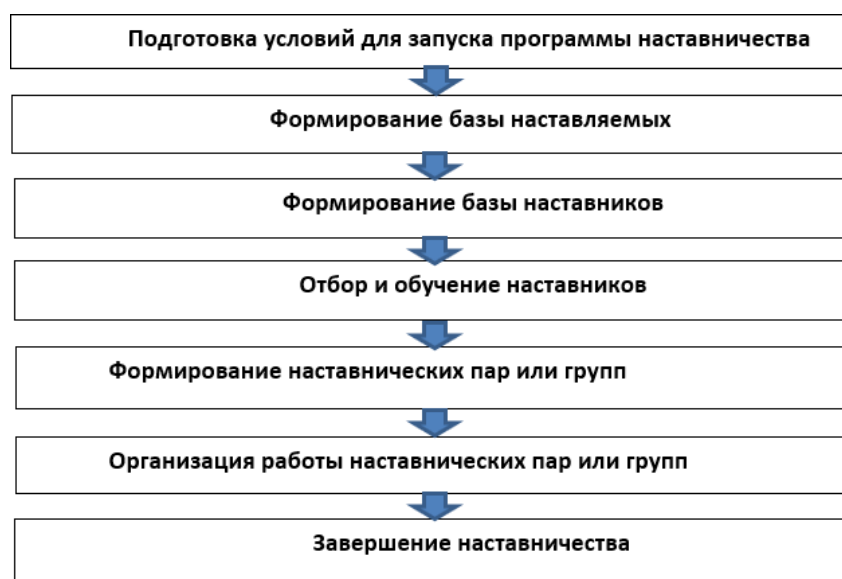 Подготовка условий для запуска программы наставничества
Формирование базы наставляемых
Формирование базы наставников
Отбор и обучение наставников
Формирование наставнических пар или групп
Организация работы наставнических пар или групп
Завершение наставничества